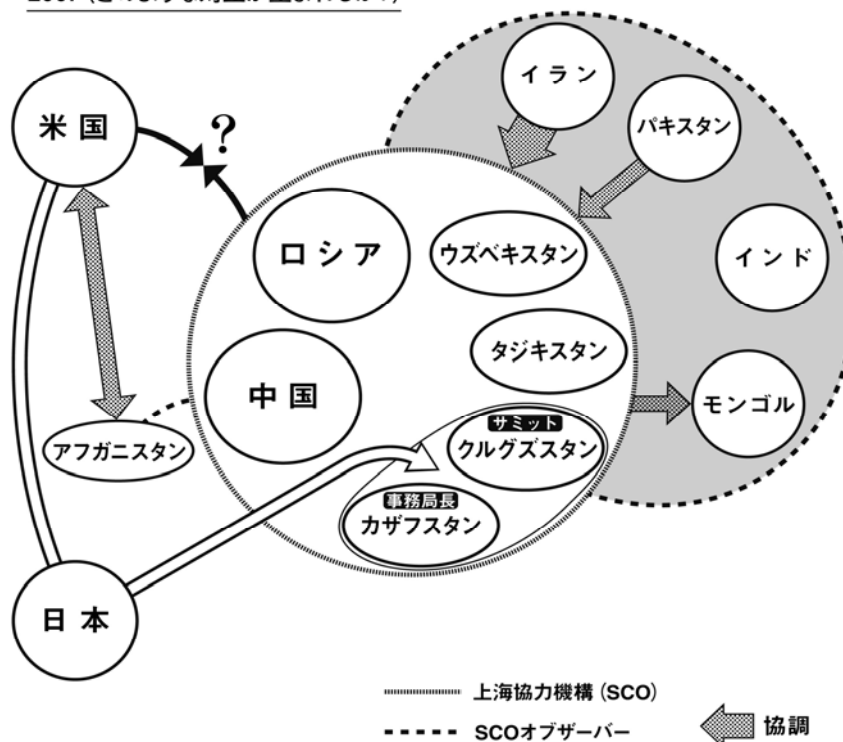 米国
?
イラン
パキスタン
ロシア
ウズベキスタン
インド
タジキスタン
中国
モンゴル
サミット
クルグズスタン
アフガニスタン
事務局長
カザフスタン
日本
上海協力機構 (SCO)
SCOオブザーバー
協調